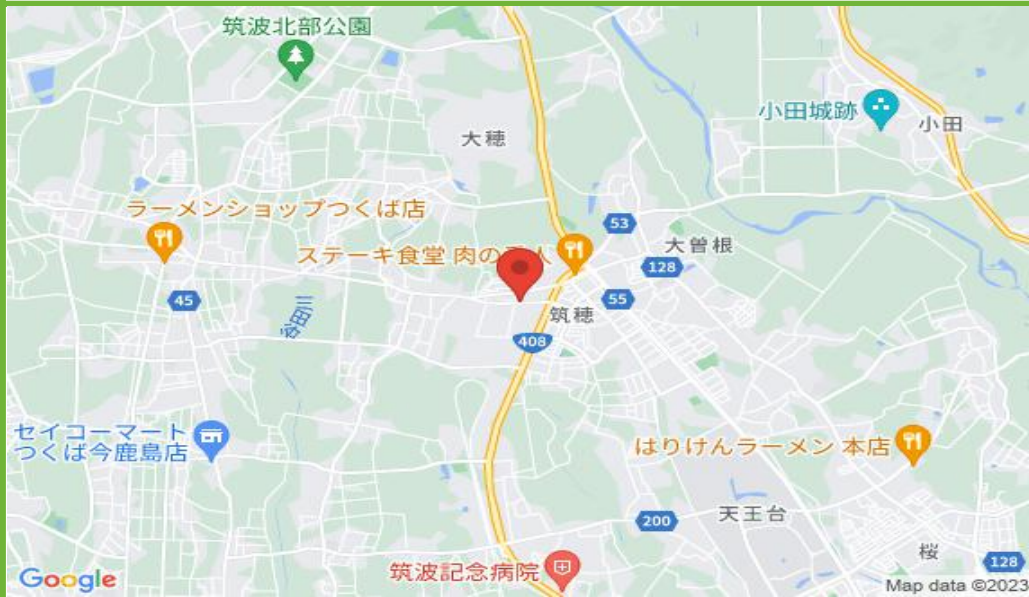 筑波北部公園
大穂
小田城跡
小田
ラーメンショップつくば店
53
ステーキ食堂 肉の
人
大曽根
128
45
谷田川
55
筑穂
408
セイコーマート
つくば今鹿島店
はりけんラーメン 本店
200
天王台
桜
128
筑波記念病院
Google
Map data ©2023